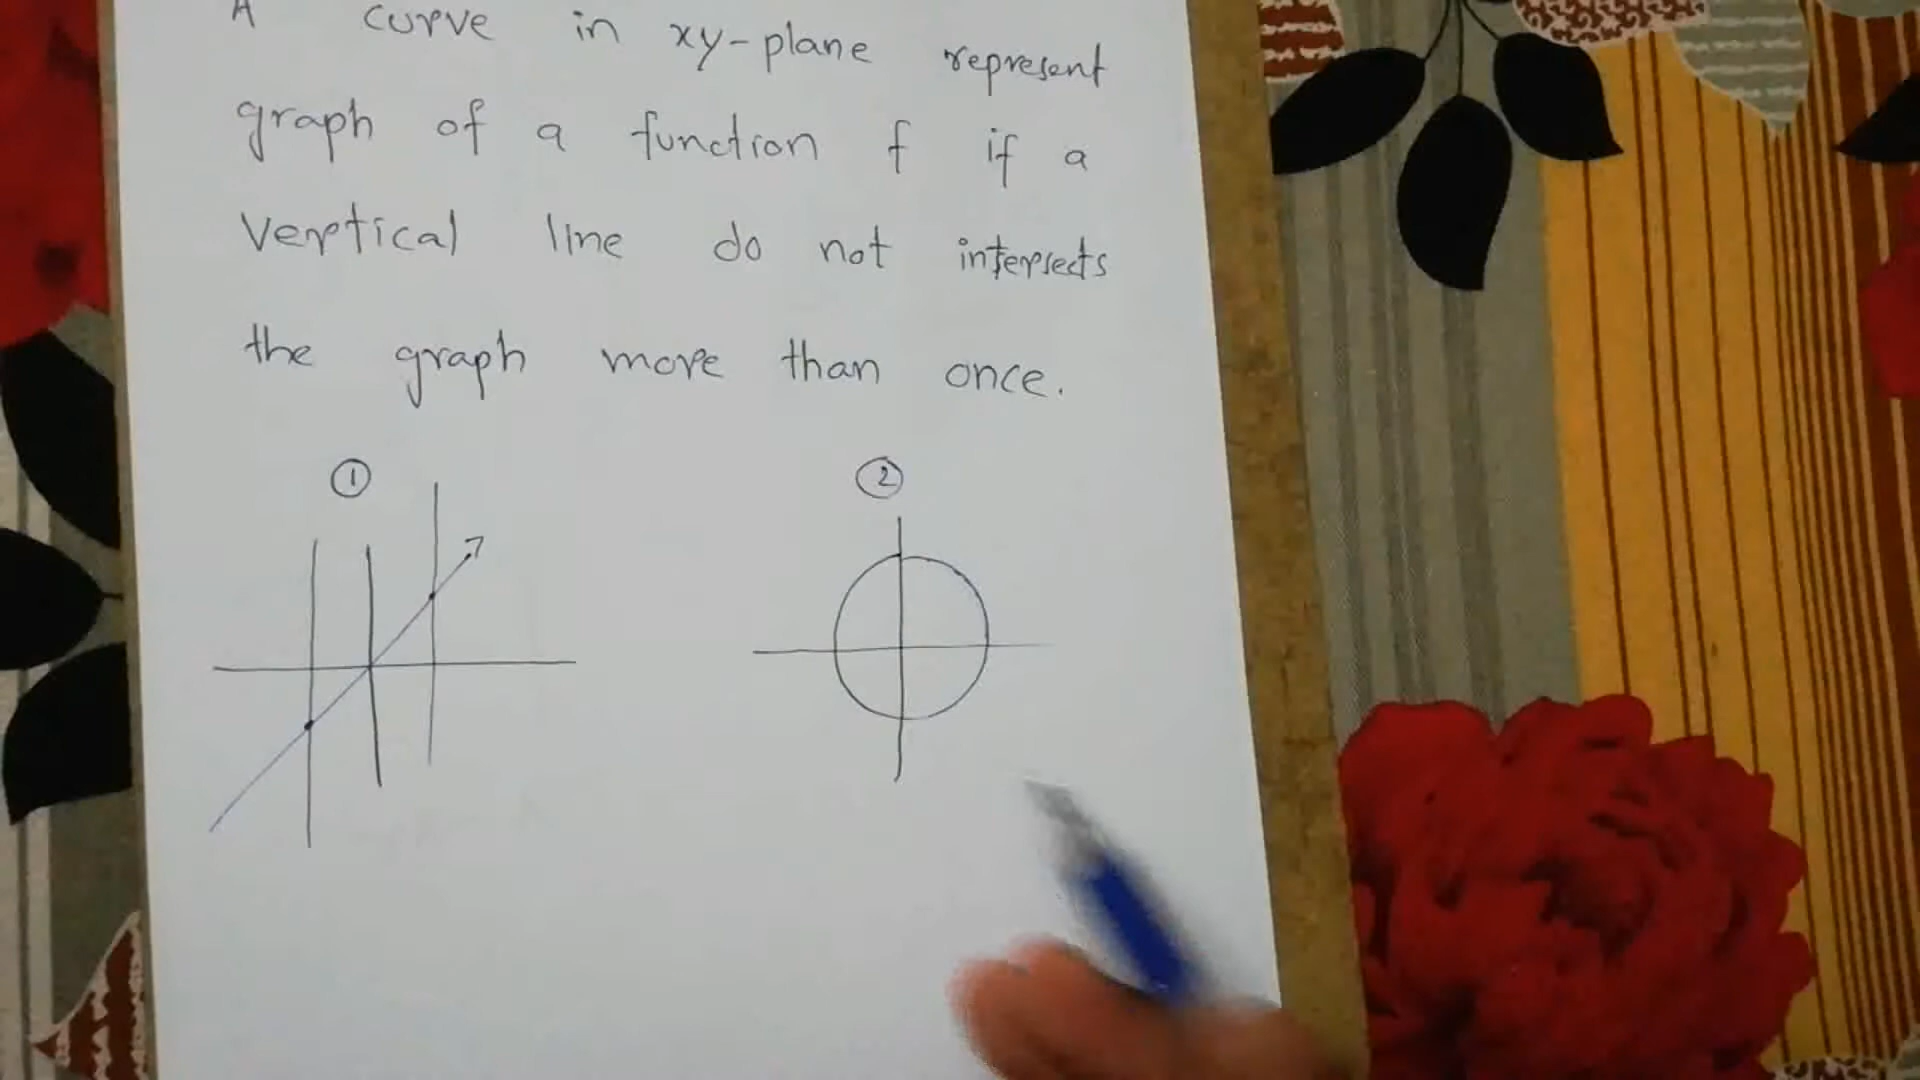 A curve in xy-plane represent
graph of a function f if a
vertical line do not intersects
the graph more than once.
① ②